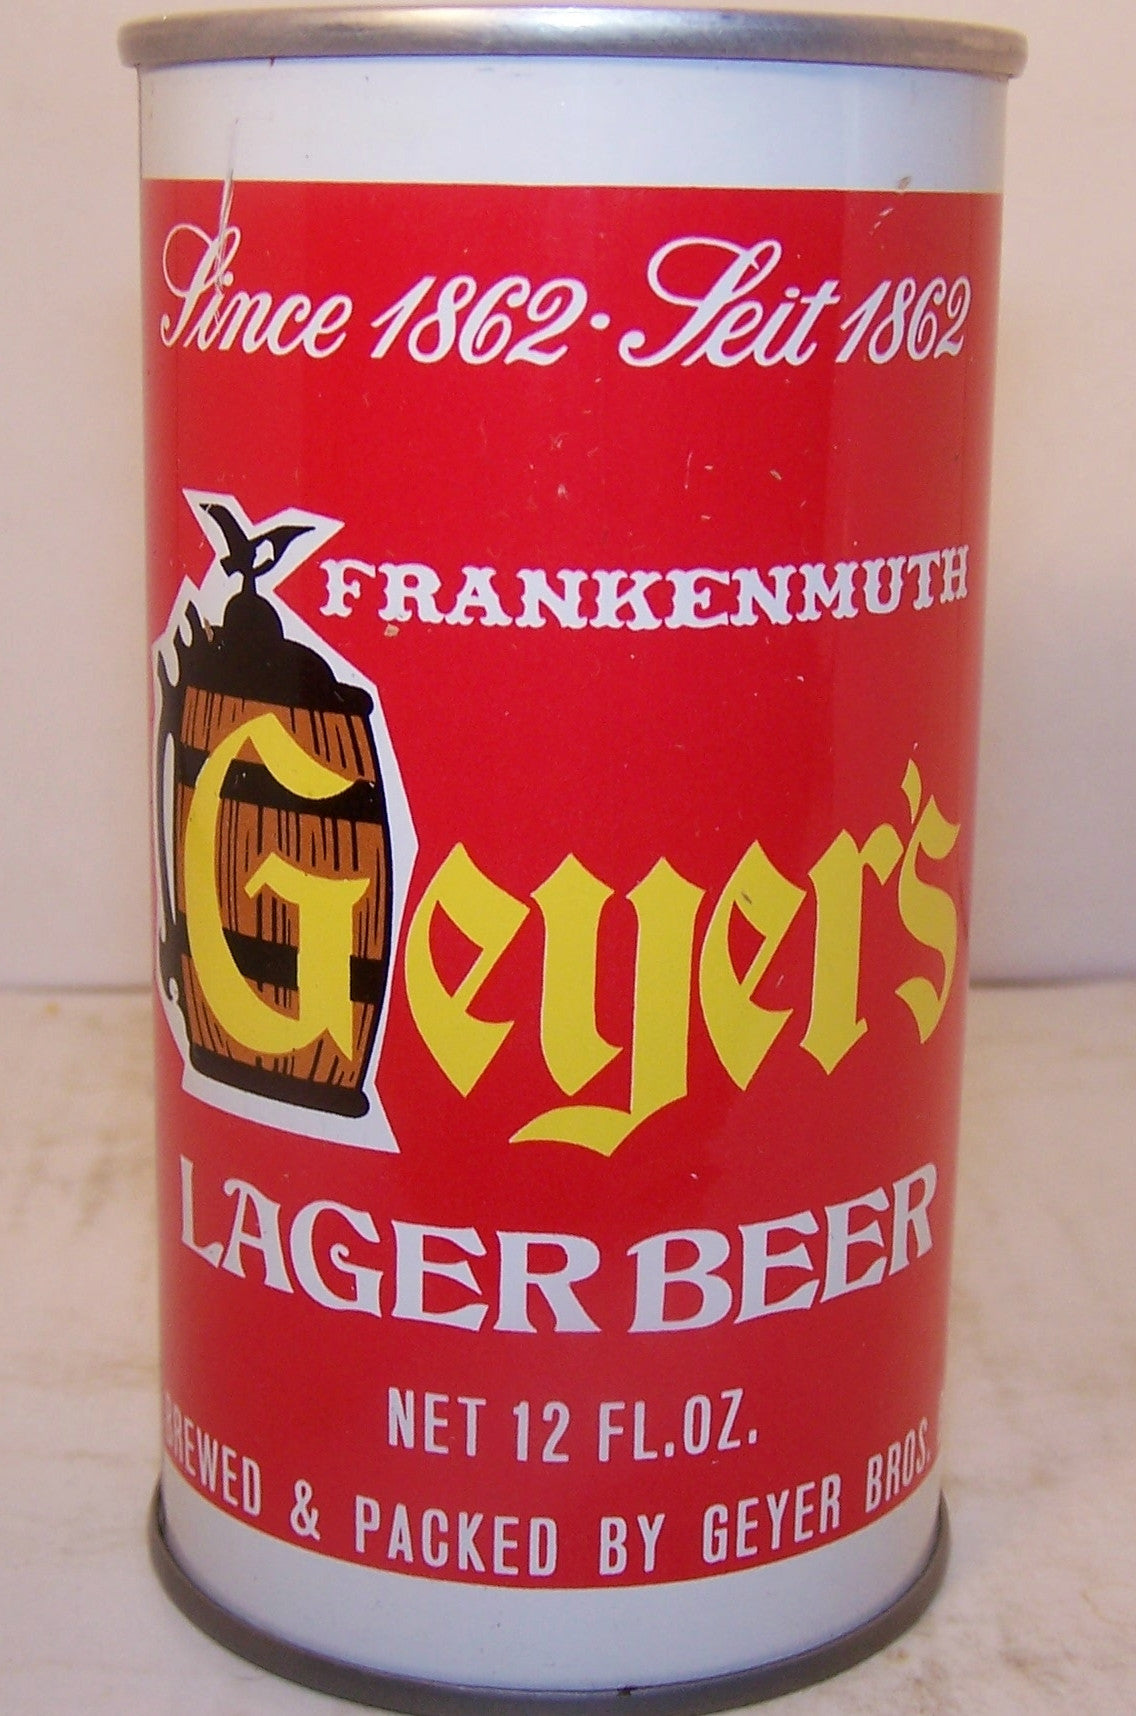 Since 1862 · Seit 1862
FRANKENMUTH
Geyer's
LAGER BEER
NET 12 FL.OZ.
BREWED & PACKED BY GEYER BROS.